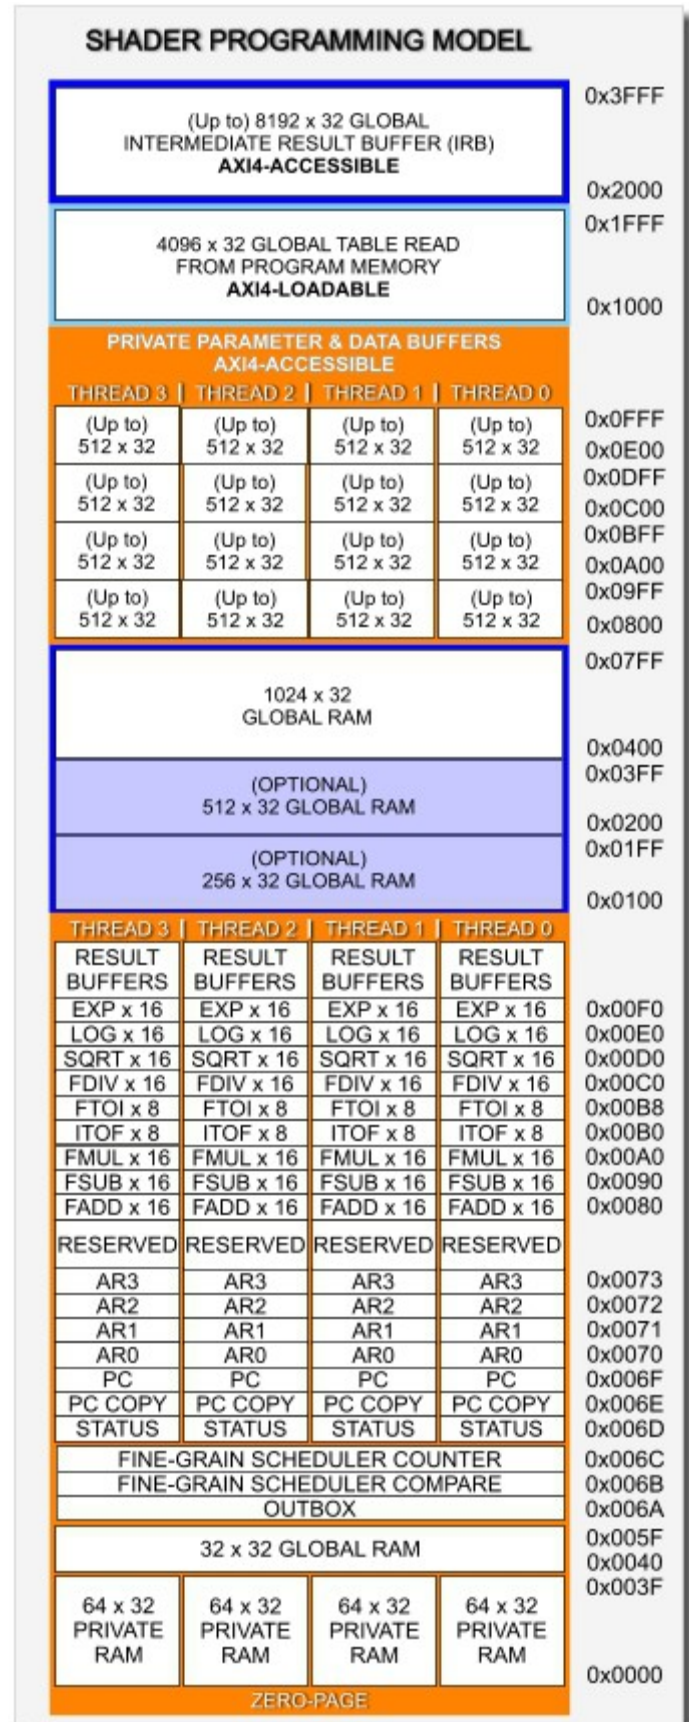 SHADER PROGRAMMING MODEL
0x3FFF
(Up to) 8192 x 32 GLOBAL
INTERMEDIATE RESULT BUFFER (IRB)
AXI4-ACCESSIBLE
0x2000
0x1FFF
4096 x 32 GLOBAL TABLE READ
FROM PROGRAM MEMORY
AXI4-LOADABLE
0x1000
PRIVATE PARAMETER & DATA BUFFERS
AXI4-ACCESSIBLE
THREAD 3 | THREAD 2 | THREAD 1 | THREAD 0
(Up to) (Up to) (Up to) (Up to) 0x0FFF
512 x 32 512 x 32 512 x 32 512 x 32 0x0E00
(Up to) (Up to) (Up to) (Up to) 0x0DFF
512 x 32 512 x 32 512 x 32 512 x 32 0x0C00
(Up to) (Up to) (Up to) (Up to) 0x0BFF
512 x 32 512 x 32 512 x 32 512 x 32 0x0A00
(Up to) (Up to) (Up to) (Up to) 0x09FF
512 x 32 512 x 32 512 x 32 512 x 32 0x0800
0x07FF
1024 x 32
GLOBAL RAM
0x0400
0x03FF
(OPTIONAL)
512 x 32 GLOBAL RAM
0x0200
0x01FF
(OPTIONAL)
256 x 32 GLOBAL RAM
0x0100
THREAD 3 | THREAD 2 | THREAD 1 | THREAD 0
RESULT RESULT RESULT RESULT
BUFFERS BUFFERS BUFFERS BUFFERS
EXP x 16 EXP x 16 EXP x 16 EXP x 16 0x00F0
LOG x 16 LOG x 16 LOG x 16 LOG x 16 0x00E0
SQRT x 16 SQRT x 16 SQRT x 16 SQRT x 16 0x00D0
FDIV x 16 FDIV x 16 FDIV x 16 FDIV x 16 0x00C0
FTOI x 8 FTOI x 8 FTOI x 8 FTOI x 8 0x00B8
ITOF x 8 ITOF x 8 ITOF x 8 ITOF x 8 0x00B0
FMUL x 16 FMUL x 16 FMUL x 16 FMUL x 16 0x00A0
FSUB x 16 FSUB x 16 FSUB x 16 FSUB x 16 0x0090
FADD x 16 FADD x 16 FADD x 16 FADD x 16 0x0080
RESERVED RESERVED RESERVED RESERVED
AR3 AR3 AR3 AR3 0x0073
AR2 AR2 AR2 AR2 0x0072
AR1 AR1 AR1 AR1 0x0071
AR0 AR0 AR0 AR0 0x0070
PC PC PC PC 0x006F
PC COPY PC COPY PC COPY PC COPY 0x006E
STATUS STATUS STATUS STATUS 0x006D
FINE-GRAIN SCHEDULER COUNTER 0x006C
FINE-GRAIN SCHEDULER COMPARE 0x006B
OUTBOX 0x006A
0x005F
32 x 32 GLOBAL RAM
0x0040
0x003F
64 x 32 64 x 32 64 x 32 64 x 32
PRIVATE PRIVATE PRIVATE PRIVATE
RAM RAM RAM RAM
0x0000
ZERO-PAGE